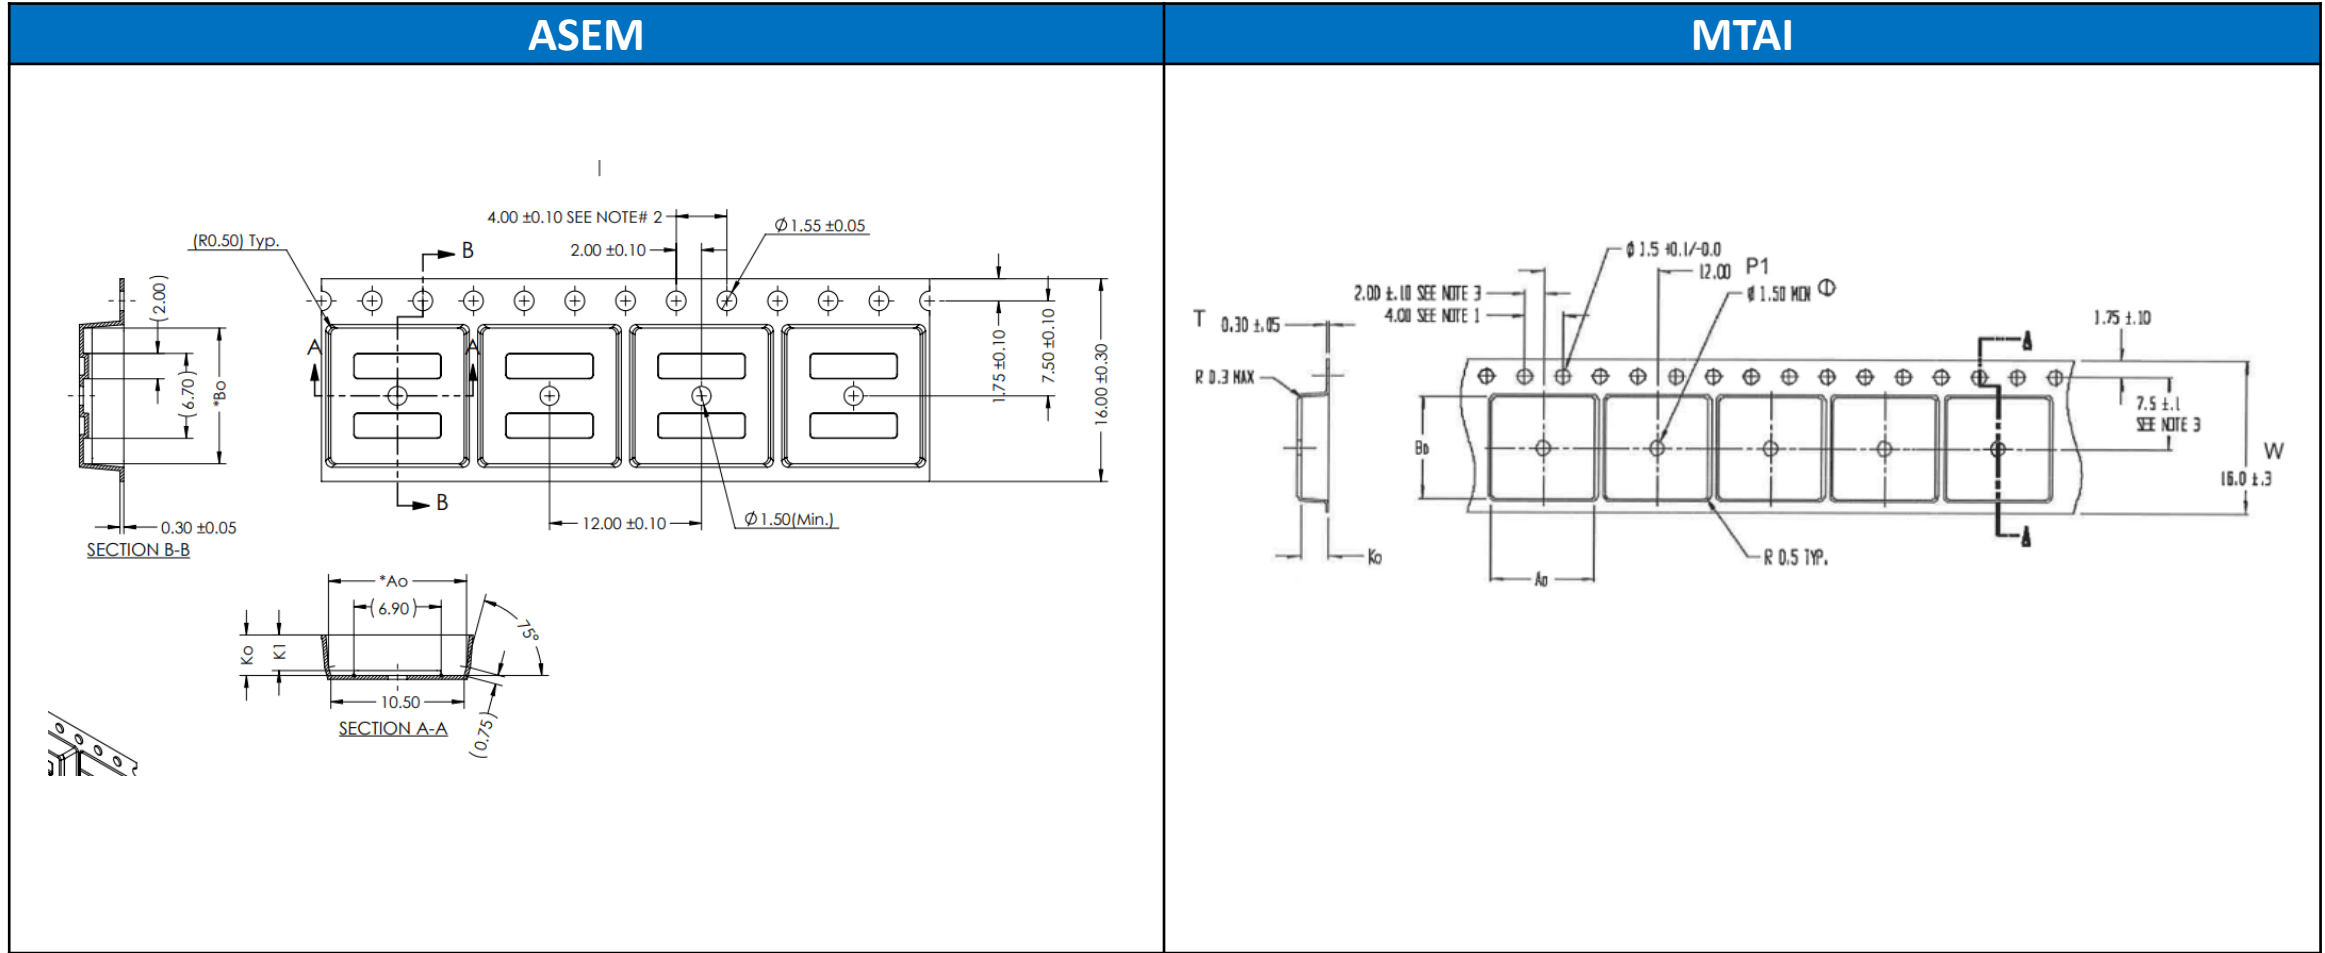 ASEM
MTAI
4.00 ±0.10 SEE NOTE# 2
Ø 1.55 ±0.05
(R0.50) Typ.
B
2.00 ±0.10
(2.00)
(6.70)
*Bo
A
A
1.75 ±0.10
7.50 ±0.10
16.00 ±0.30
B
12.00 ±0.10
Ø 1.50(Min.)
0.30 ±0.05
SECTION B-B
*Ao
(6.90)
75°
Ko
K1
10.50
(0.75)
SECTION A-A
Ø 1.5 +0.1/-0.0
12.00 P1
2.00 ±.10 SEE NOTE 3
Ø 1.50 MIN
4.00 SEE NOTE 1
T 0.30 ±.05
1.75 ±.10
A
R 0.3 MAX
7.5 ±.1
SEE NOTE 3
Bo
W
16.0 ±.3
A
Ko
R 0.5 TYP.
Ao